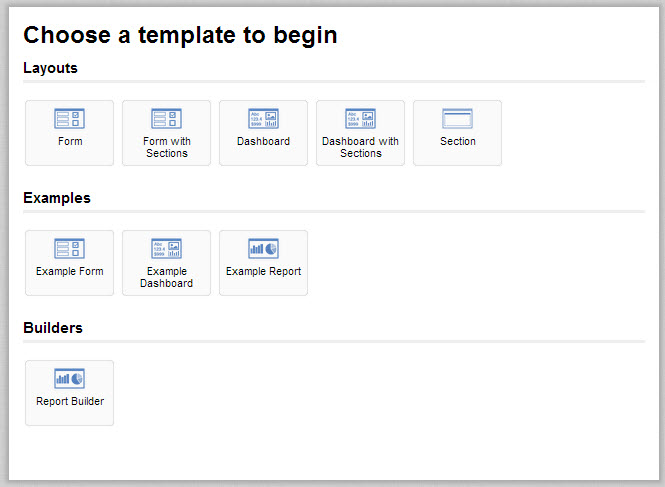 Choose a template to begin
Layouts
Form
Form with
Sections
Dashboard
Dashboard with
Sections
Section
Examples
Example Form
Example
Dashboard
Example Report
Builders
Report Builder